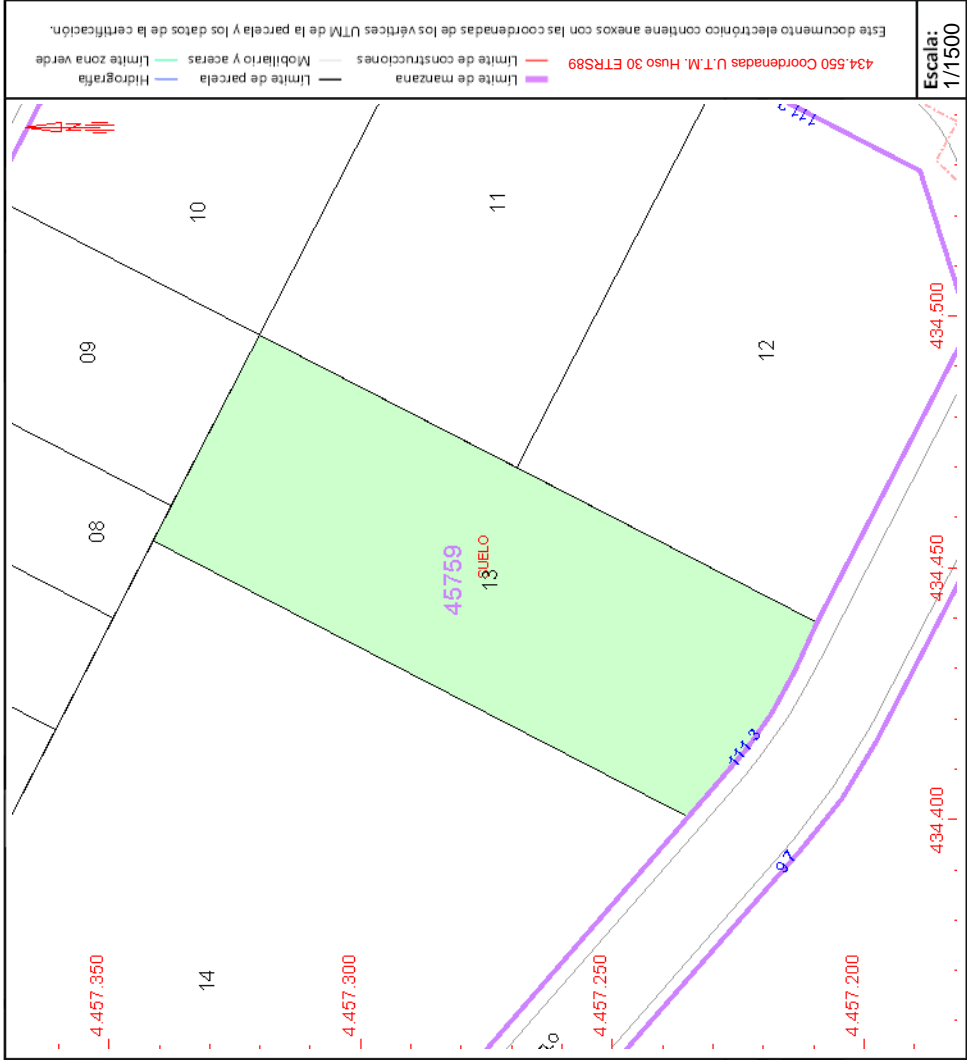 Este documento electrónico contiene anexos con las coordenadas de los vértices UTM de la parcela y los datos de la certificación.
434.550 Coordenadas U.T.M. Huso 30 ETRS89
Límite de manzana
Límite de construcciones
Límite de parcela
Mobiliario y aceras
Límite zona verde
Hidrografía
Escala:
1/1500
10
11
09
12
08
45759
SUELO
13
14
111.3
97
434.500
434.450
434.400
4.457.350
4.457.300
4.457.250
4.457.200